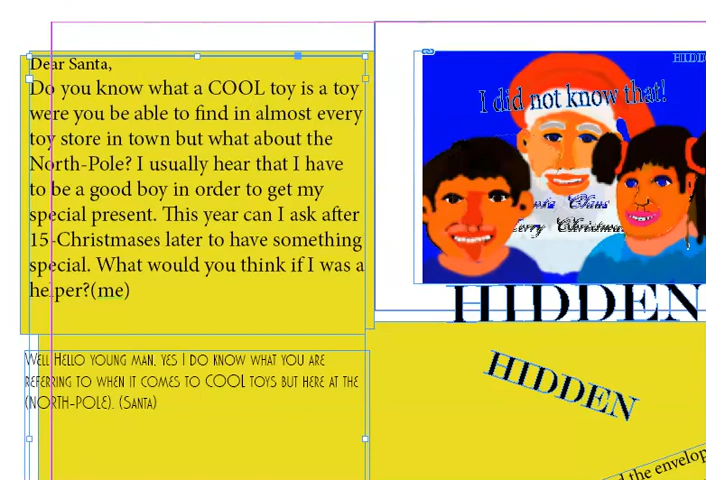 Dear Santa,
Do you know what a COOL toy is a toy
were you be able to find in almost every
toy store in town but what about the
North-Pole? I usually hear that I have
to be a good boy in order to get my
special present. This year can I ask after
15-Christmases later to have something
special. What would you think if I was a
helper?(me)
Well Hello young man, yes I do know what you are
referring to when it comes to COOL toys but here at the
(NORTH-POLE). (Santa)
I did not know that!
HIDDEN
HIDDEN
the envelop